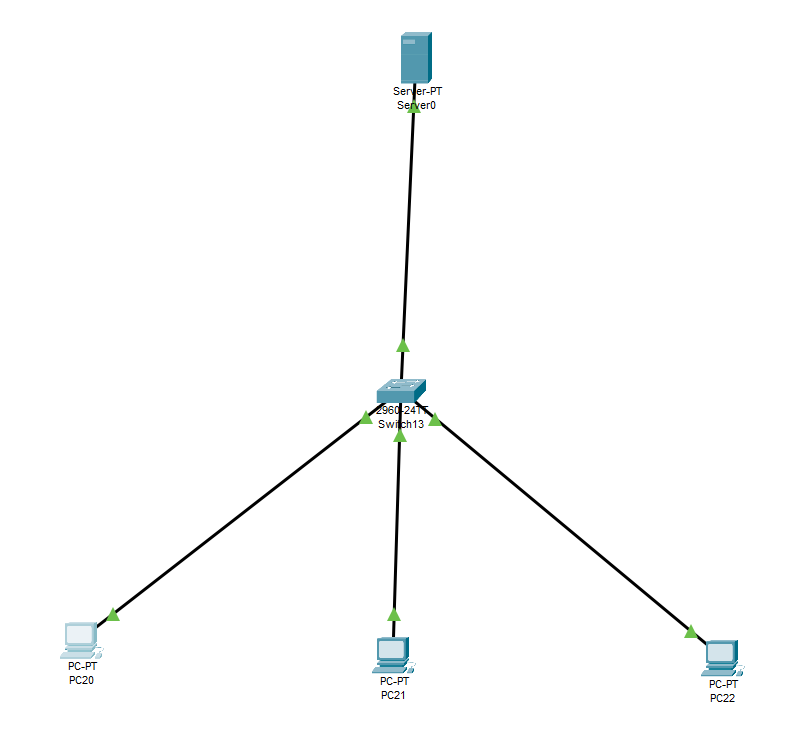 Server-PT
Server0
2960-24TT
Switch13
PC-PT
PC20
PC-PT
PC21
PC-PT
PC22